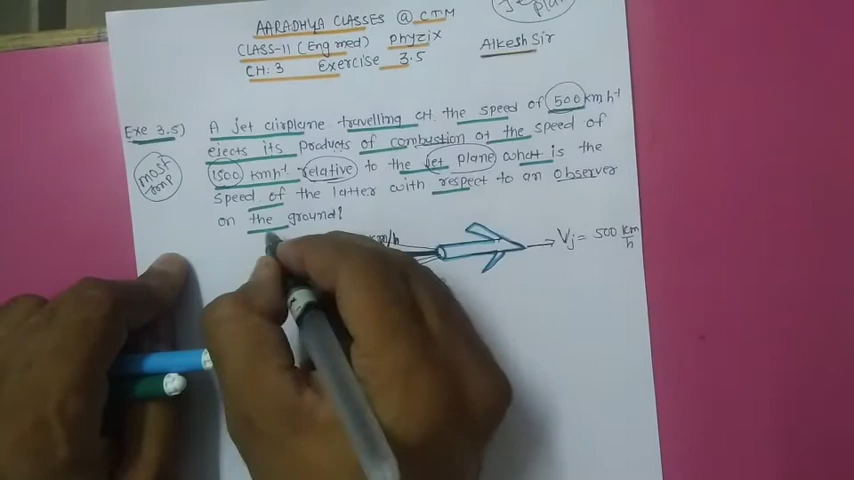 plan
AARADHYA CLASSES @ CTM
CLASS-11 (Eng med) Phyzix
CH: 3 Exercise 3.5
Alkesh Sir
Exe 3.5) A jet airplane travelling at the speed of 500 km h⁻¹
ejects its products of combustion at the speed of
1500 kmh⁻¹ relative to the jet plane what is the
speed of the latter with respect to an observer
on the ground?
most Imp
km/h
Vj = 500 km/h